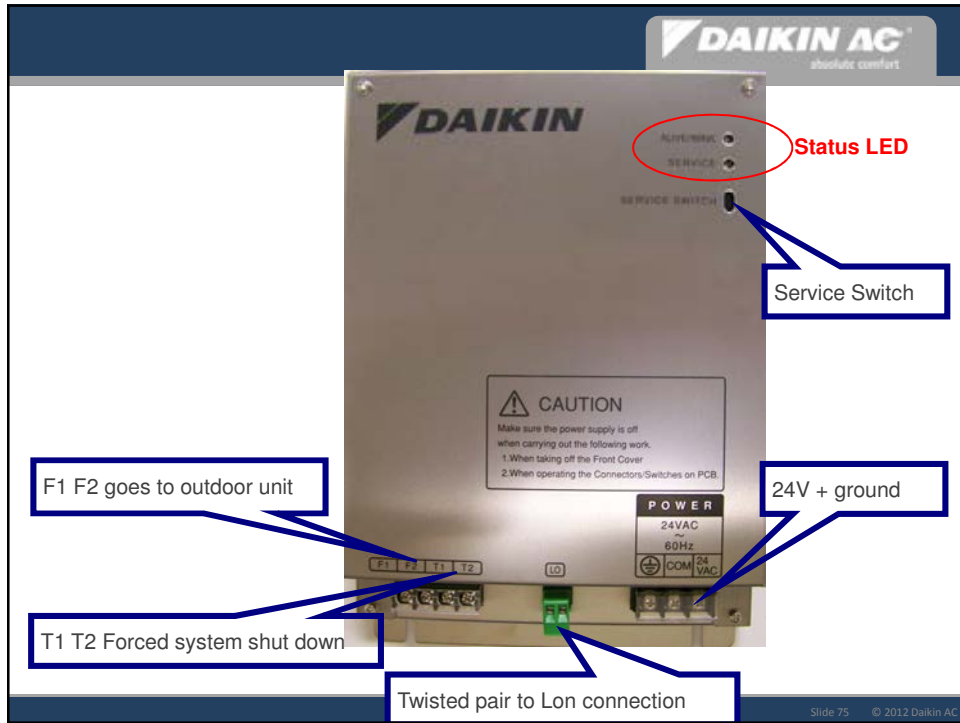 DAIKIN AC
absolute comfort
DAIKIN
ALIVE/MNC
SERVICE
SERVICE SWITCH
Status LED
Service Switch
CAUTION
Make sure the power supply is off
when carrying out the following work.
1.When taking off the Front Cover
2.When operating the Connectors/Switches on PCB.
F1 F2 goes to outdoor unit
24V + ground
POWER
24VAC
~
60Hz
COM 24 VAC
F1 F2 T1 T2
LO
T1 T2 Forced system shut down
Twisted pair to Lon connection
Slide 75 © 2012 Daikin AC